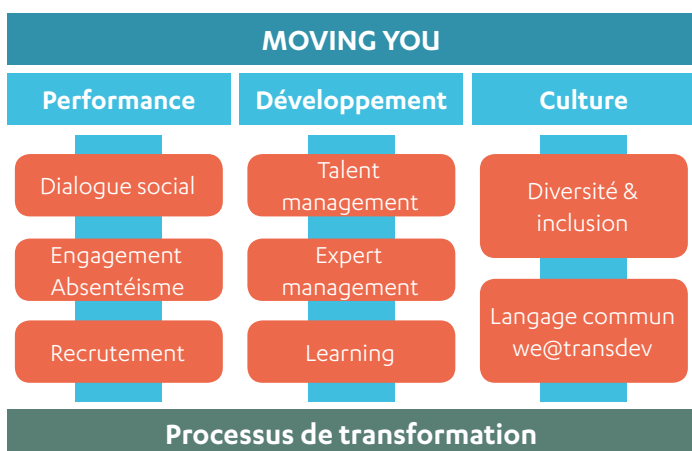 MOVING YOU
Performance
Développement
Culture
Dialogue social
Engagement
Absentéisme
Recrutement
Talent
management
Expert
management
Learning
Diversité &
inclusion
Langage commun
we@transdev
Processus de transformation